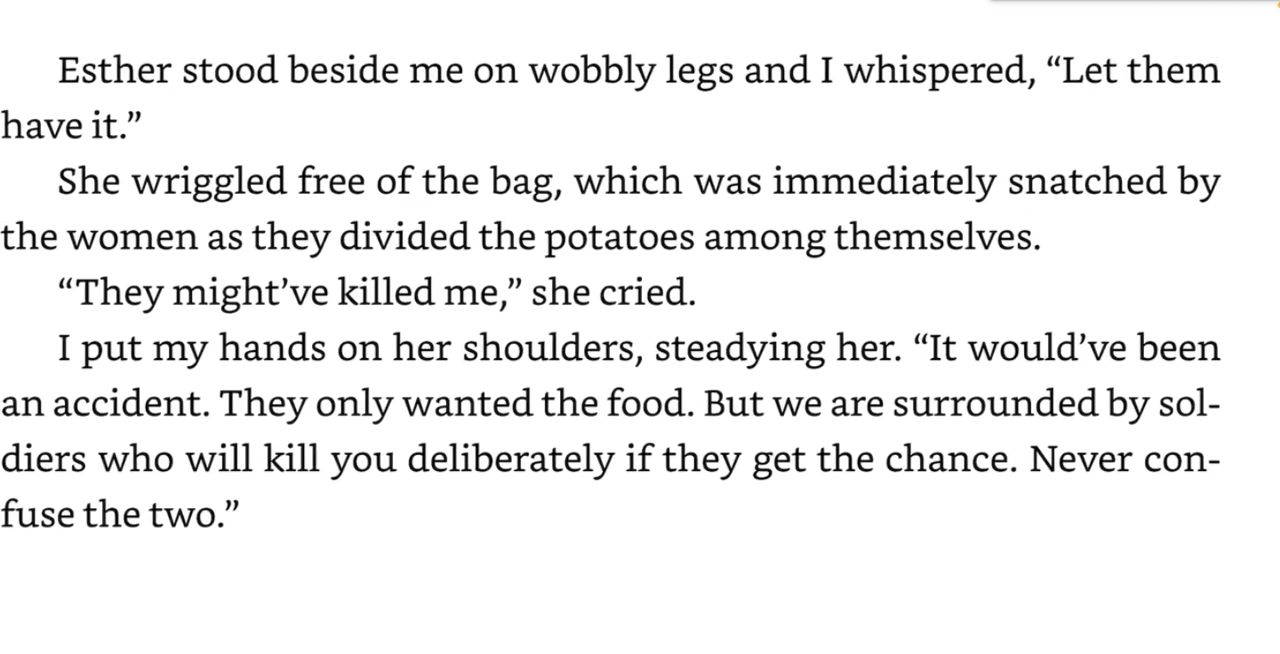 Esther stood beside me on wobbly legs and I whispered, “Let them
have it.”
She wriggled free of the bag, which was immediately snatched by
the women as they divided the potatoes among themselves.
“They might’ve killed me,” she cried.
I put my hands on her shoulders, steadying her. “It would’ve been
an accident. They only wanted the food. But we are surrounded by sol-
diers who will kill you deliberately if they get the chance. Never con-
fuse the two.”